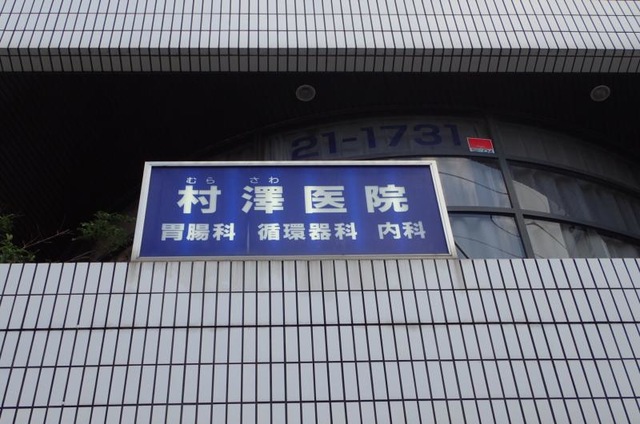 21-1731
むら さわ
村澤医院
胃腸科 循環器科 内科